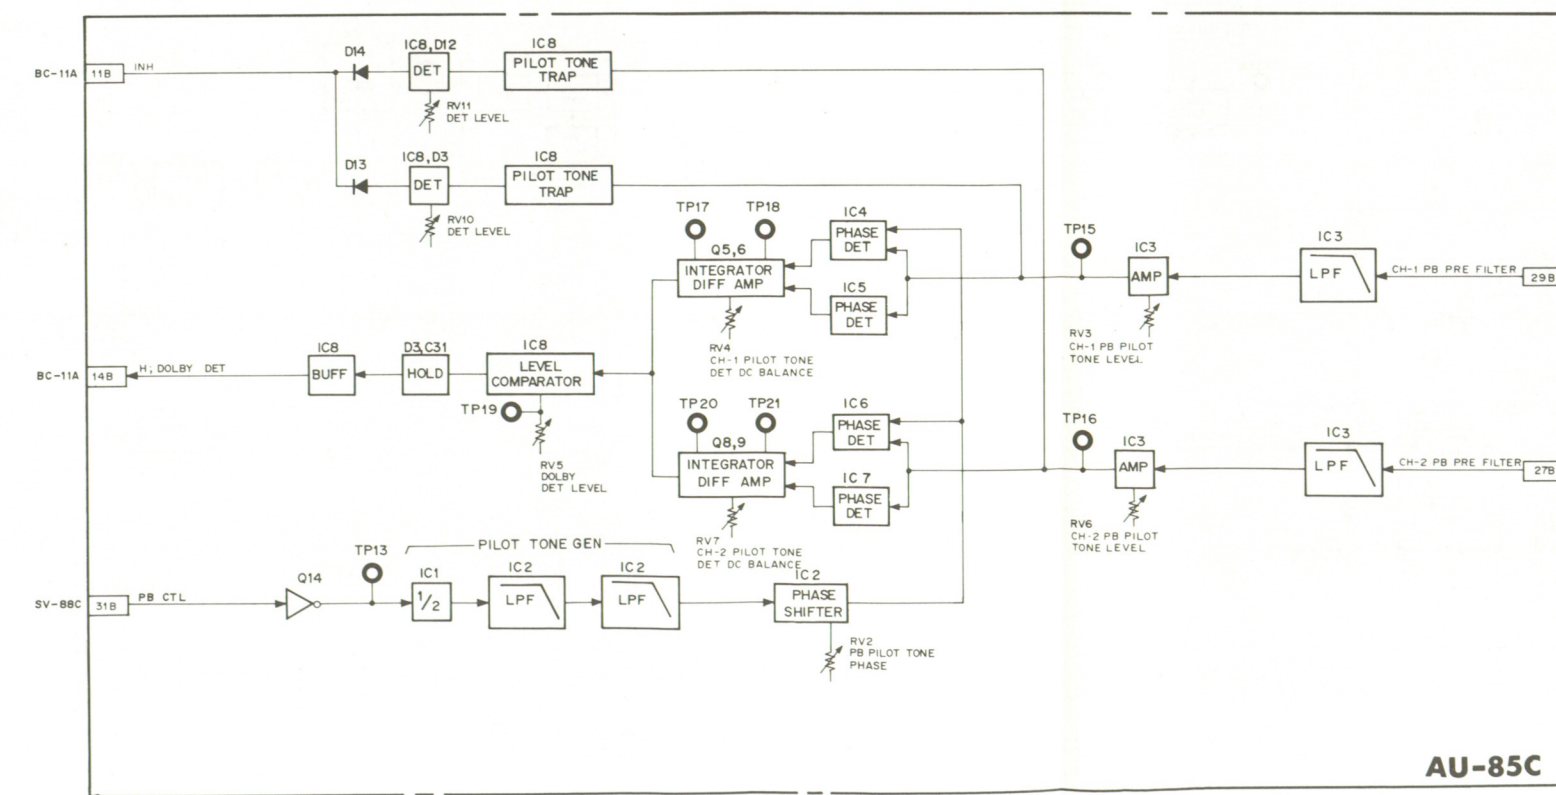 BC-11A
11B
INH
D14
IC8,D12
DET
RV11
DET LEVEL
IC8
PILOT TONE
TRAP
D13
IC8,D3
DET
RV10
DET LEVEL
IC8
PILOT TONE
TRAP
TP17
TP18
Q5,6
INTEGRATOR
DIFF AMP
RV4
CH-1 PILOT TONE
DET DC BALANCE
IC4
PHASE
DET
IC5
PHASE
DET
TP15
IC3
AMP
RV3
CH-1 PB PILOT
TONE LEVEL
IC3
LPF
CH-1 PB PRE FILTER
29B
BC-11A
14B
H; DOLBY DET
IC8
BUFF
D3,C31
HOLD
IC8
LEVEL
COMPARATOR
TP19
RV5
DOLBY
DET LEVEL
TP20
TP21
Q8,9
INTEGRATOR
DIFF AMP
RV7
CH-2 PILOT TONE
DET DC BALANCE
IC6
PHASE
DET
IC7
PHASE
DET
TP16
IC3
AMP
RV6
CH-2 PB PILOT
TONE LEVEL
IC3
LPF
CH-2 PB PRE FILTER
27B
SV-88C
31B
PB CTL
Q14
TP13
PILOT TONE GEN
IC1
1/2
IC2
LPF
IC2
LPF
IC2
PHASE
SHIFTER
RV2
PB PILOT TONE
PHASE
AU-85C